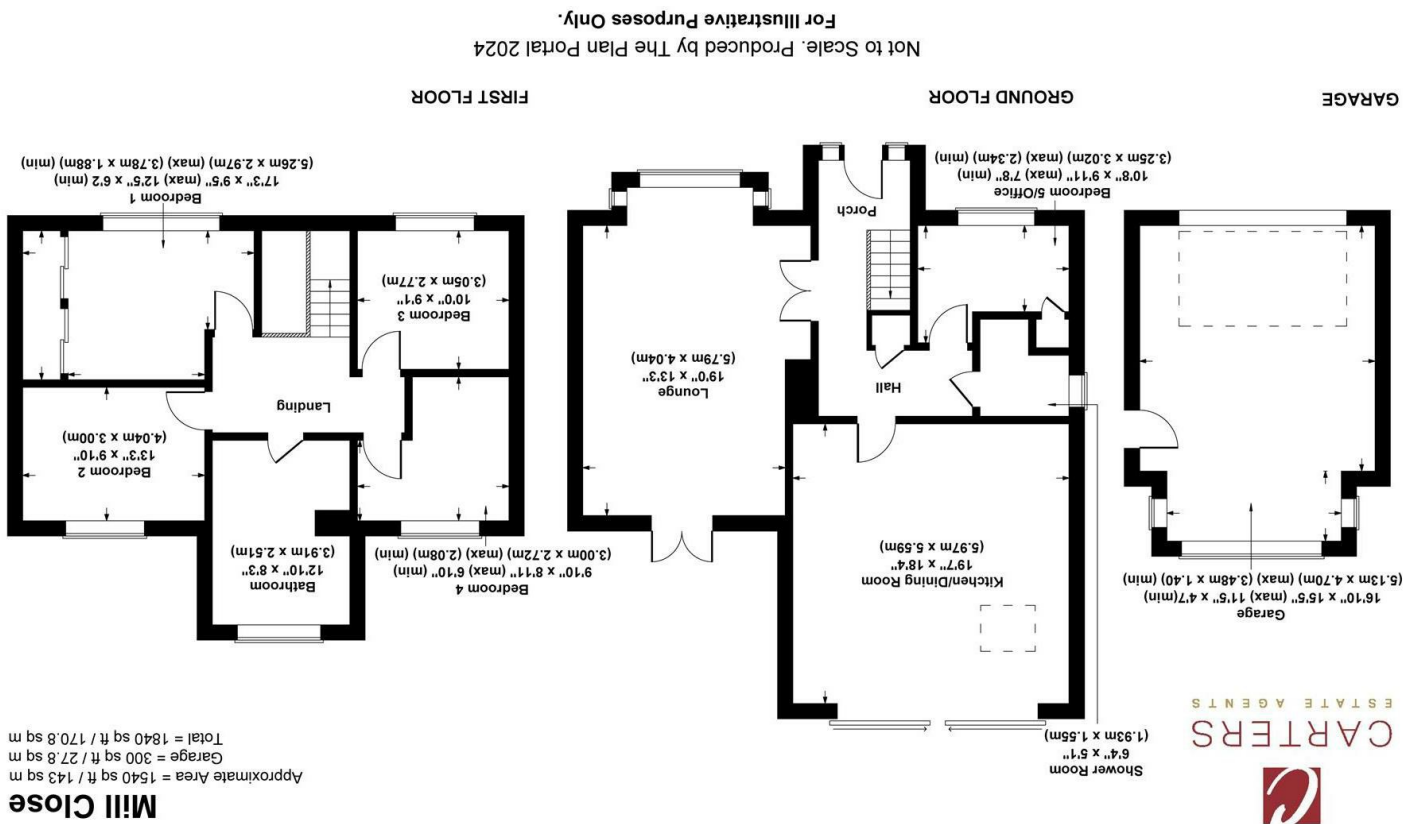 Mill Close
Approximate Area = 1540 sq ft / 143 sq m
Garage = 300 sq ft / 27.8 sq m
Total = 1840 sq ft / 170.8 sq m
CARTERS
ESTATE AGENTS
Shower Room
6'4" x 5'1"
(1.93m x 1.55m)
Garage
16'10" x 15'5" (max) 11'5" x 4'7(min)
(5.13m x 4.70m) (max) (3.48m x 1.40) (min)
Kitchen/Dining Room
19'7" x 18'4"
(5.97m x 5.59m)
Bedroom 4
9'10" x 8'11" (max) 6'10" (min)
(3.00m x 2.72m) (max) (2.08m) (min)
Bathroom
12'10" x 8'3"
(3.91m x 2.51m)
Bedroom 2
13'3" x 9'10"
(4.04m x 3.00m)
Hall
Lounge
19'0" x 13'3"
(5.79m x 4.04m)
Landing
Bedroom 3
10'0" x 9'1"
(3.05m x 2.77m)
Porch
Bedroom 5/Office
10'8" x 9'11" (max) 7'8" (min)
(3.25m x 3.02m) (max) (2.34m) (min)
Bedroom 1
17'3" x 9'5" (max) 12'5" x 6'2 (min)
(5.26m x 2.97m) (max) (3.78m x 1.88m) (min)
GARAGE
GROUND FLOOR
FIRST FLOOR
Not to Scale. Produced by The Plan Portal 2024
For Illustrative Purposes Only.